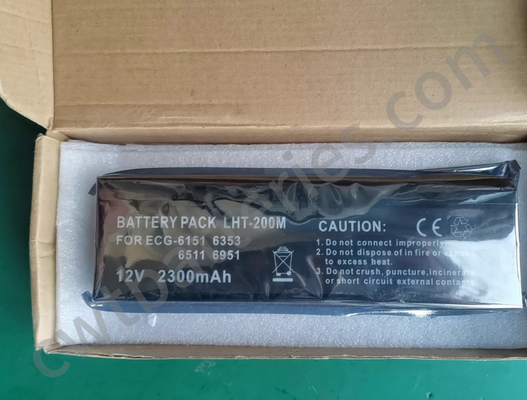 BATTERY PACK LHT-200M
FOR ECG-6151 6353
6511 6951
12V 2300mAh
CAUTION:
1. Do not connect improperly
2. Do not dispose of in fire or expose
to excess heat
3. Do not crush, puncture, incinerate
or short circuit external contacts
CE